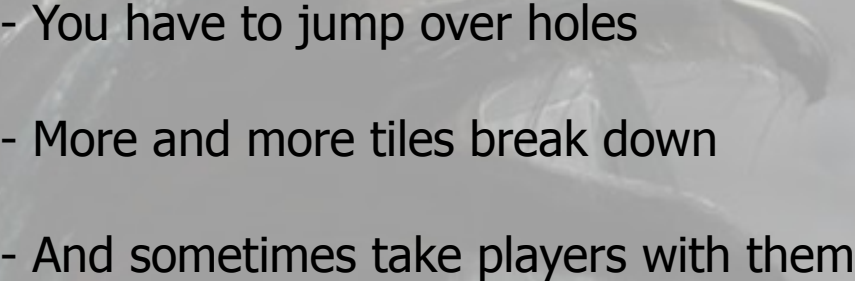 - You have to jump over holes
- More and more tiles break down
- And sometimes take players with them